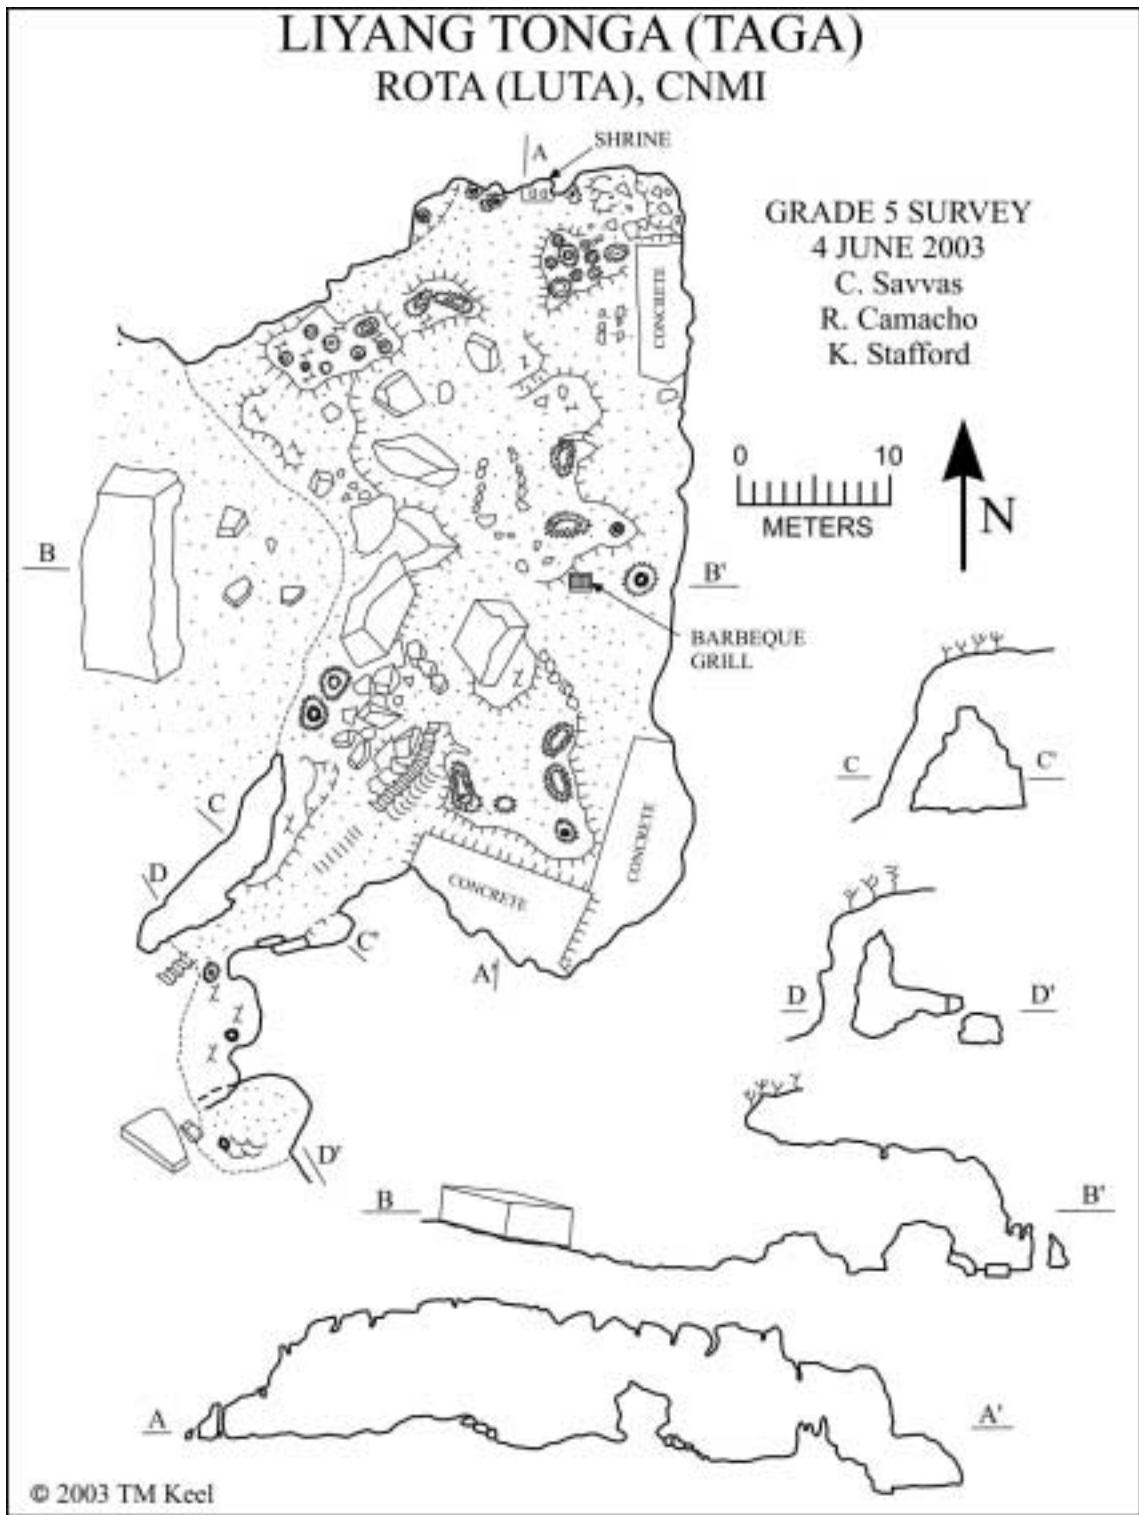 LIYANG TONGA (TAGA)
ROTA (LUTA), CNMI
A
SHRINE
GRADE 5 SURVEY
4 JUNE 2003
C. Savvas
R. Camacho
K. Stafford
CONCRETE
0 10
METERS
N
B
B'
BARBEQUE
GRILL
C
D
CONCRETE
CONCRETE
C'
A'
D'
C
C'
D
D'
B
B'
A
A'
© 2003 TM Keel